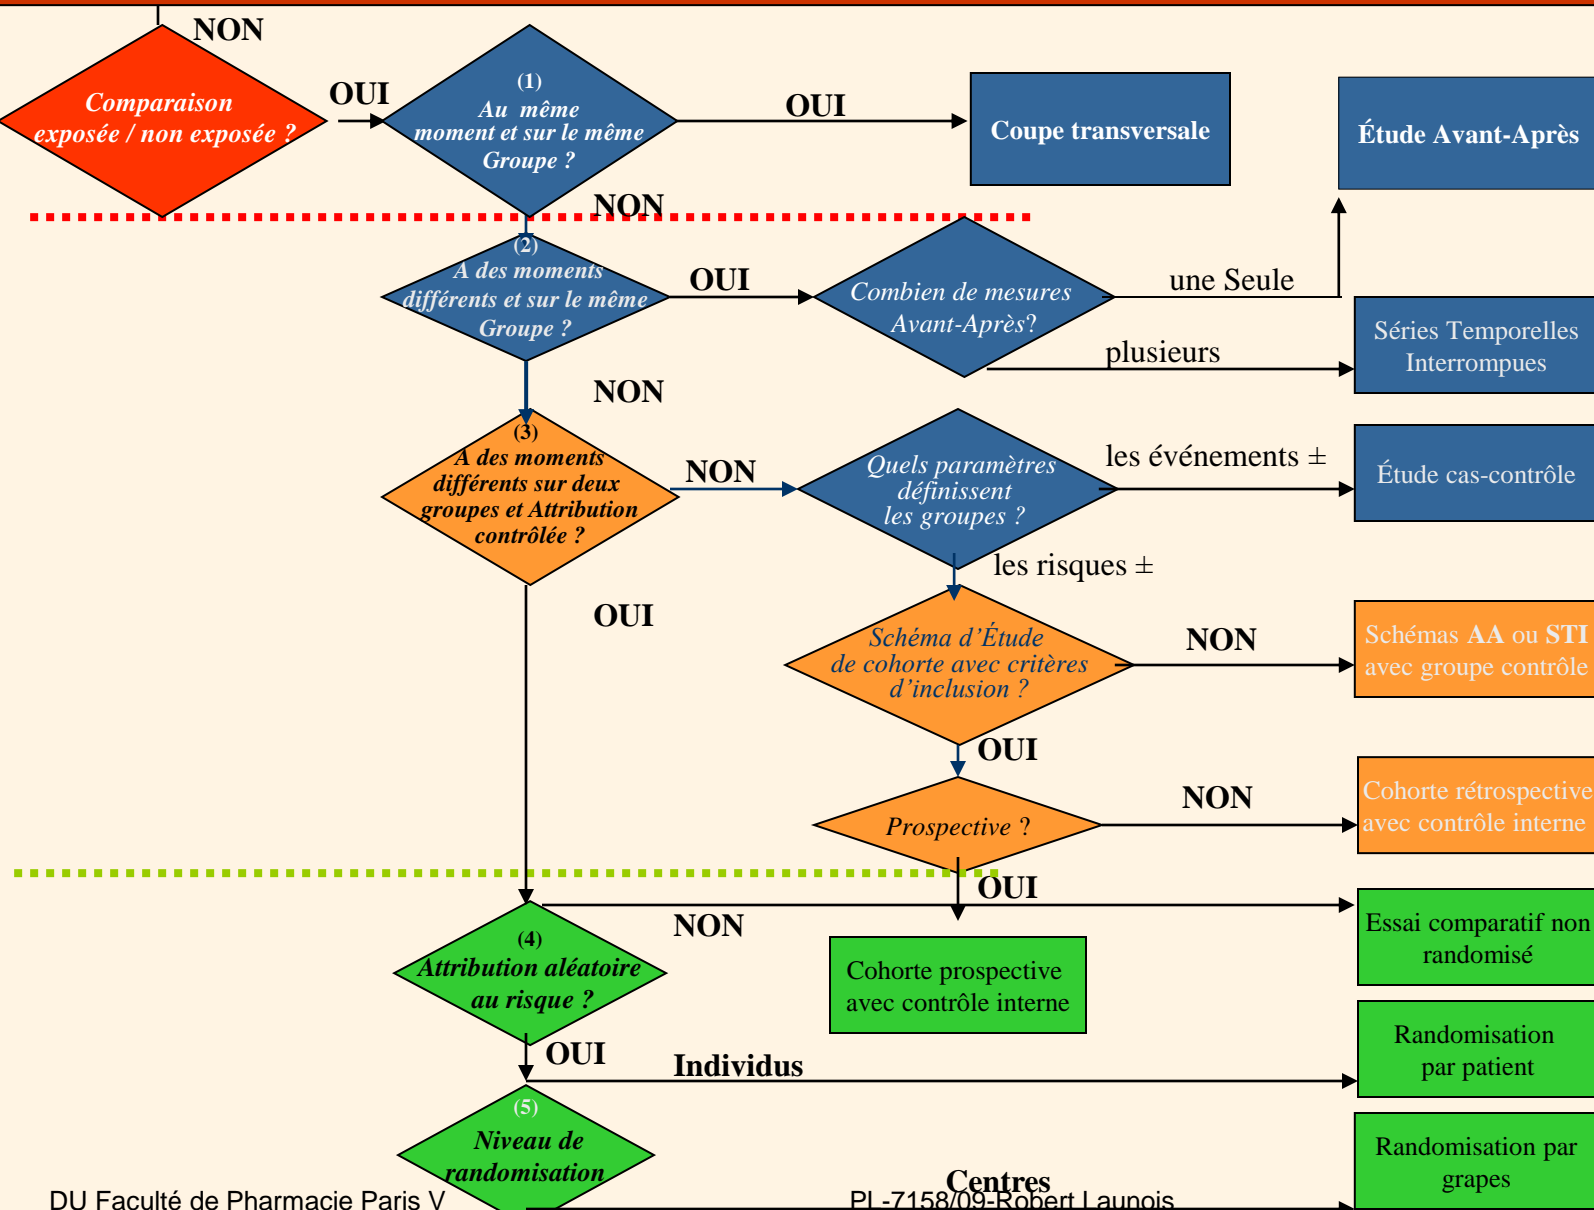 NON
Comparaison
exposée / non exposée ?
OUI
(1)
Au même
moment et sur le même
Groupe ?
OUI
Coupe transversale
Étude Avant-Après
NON
(2)
A des moments
différents et sur le même
Groupe ?
OUI
Combien de mesures
Avant-Après?
une Seule
plusieurs
Séries Temporelles
Interrompues
NON
(3)
A des moments
différents sur deux
groupes et Attribution
contrôlée ?
NON
Quels paramètres
définissent
les groupes ?
les événements ±
Étude cas-contrôle
les risques ±
OUI
Schéma d’Étude
de cohorte avec critères
d’inclusion ?
NON
Schémas AA ou STI
avec groupe contrôle
OUI
Prospective ?
NON
Cohorte rétrospective
avec contrôle interne
OUI
Cohorte prospective
avec contrôle interne
(4)
Attribution aléatoire
au risque ?
NON
Essai comparatif non
randomisé
OUI
Individus
Randomisation
par patient
(5)
Niveau de
randomisation
Centres
Randomisation par
grapes
DU Faculté de Pharmacie Paris V
PL-7158/09-Robert Launois